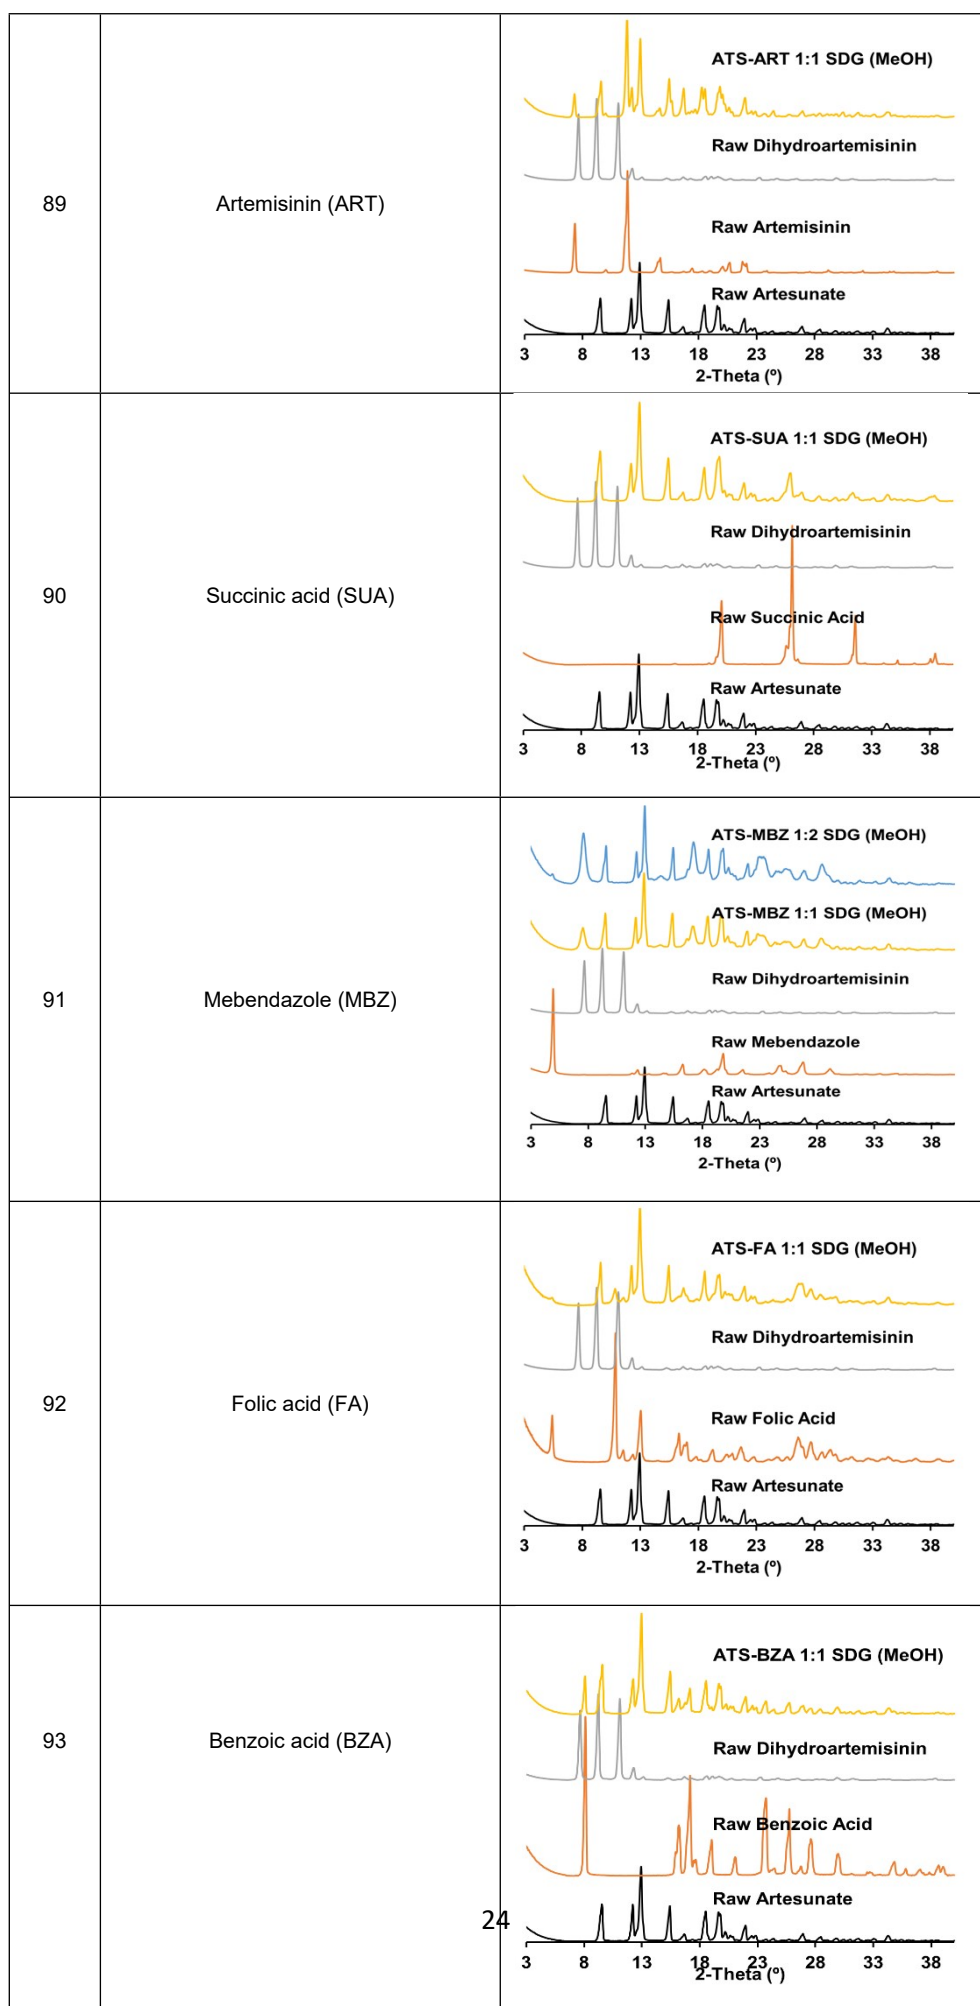 89
Artemisinin (ART)
ATS-ART 1:1 SDG (MeOH)
Raw Dihydroartemisinin
Raw Artemisinin
Raw Artesunate
3 8 13 18 23 28 33 38
2-Theta (º)
90
Succinic acid (SUA)
ATS-SUA 1:1 SDG (MeOH)
Raw Dihydroartemisinin
Raw Succinic Acid
Raw Artesunate
3 8 13 18 23 28 33 38
2-Theta (º)
91
Mebendazole (MBZ)
ATS-MBZ 1:2 SDG (MeOH)
ATS-MBZ 1:1 SDG (MeOH)
Raw Dihydroartemisinin
Raw Mebendazole
Raw Artesunate
3 8 13 18 23 28 33 38
2-Theta (º)
92
Folic acid (FA)
ATS-FA 1:1 SDG (MeOH)
Raw Dihydroartemisinin
Raw Folic Acid
Raw Artesunate
3 8 13 18 23 28 33 38
2-Theta (º)
93
Benzoic acid (BZA)
ATS-BZA 1:1 SDG (MeOH)
Raw Dihydroartemisinin
Raw Benzoic Acid
Raw Artesunate
3 8 13 18 23 28 33 38
2-Theta (º)
24